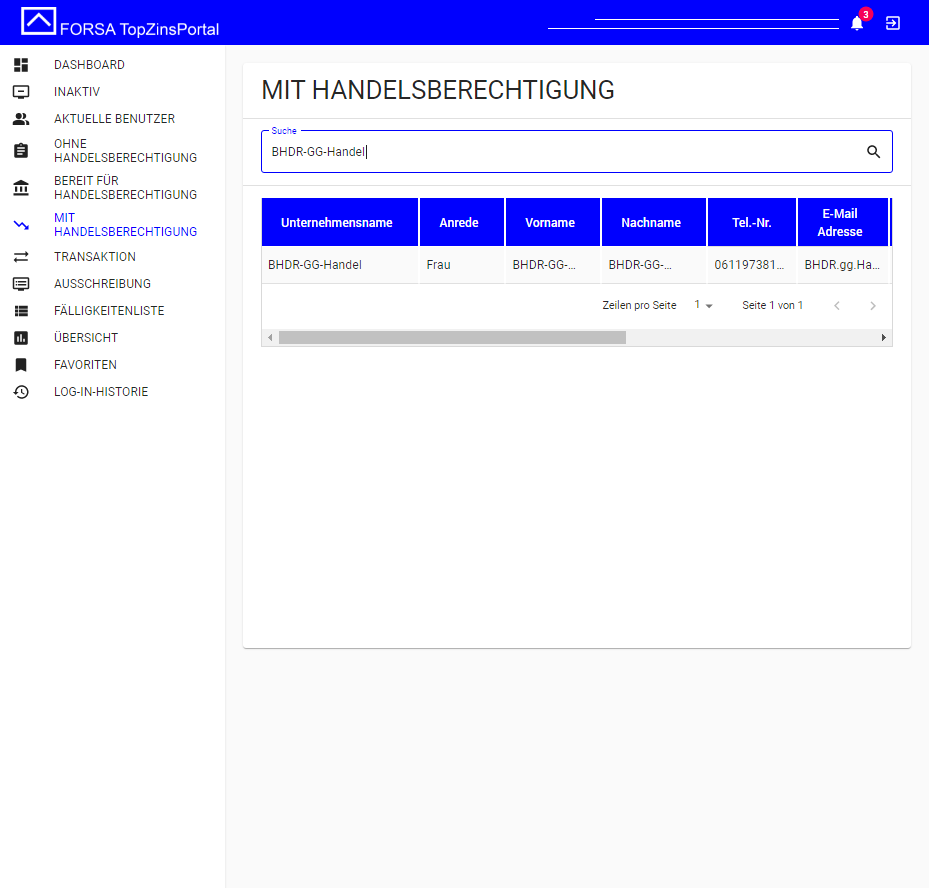 FORSA TopZinsPortal
3
DASHBOARD
INAKTIV
AKTUELLE BENUTZER
OHNE
HANDELSBERECHTIGUNG
BEREIT FÜR
HANDELSBERECHTIGUNG
MIT
HANDELSBERECHTIGUNG
TRANSAKTION
AUSSCHREIBUNG
FÄLLIGKEITENLISTE
ÜBERSICHT
FAVORITEN
LOG-IN-HISTORIE
MIT HANDELSBERECHTIGUNG
Suche
BHDR-GG-Handel
Unternehmensname Anrede Vorname Nachname Tel.-Nr. E-Mail
Adresse
BHDR-GG-Handel Frau BHDR-GG-... BHDR-GG-... 061197381... BHDR.gg.Ha...
Zeilen pro Seite 1 Seite 1 von 1